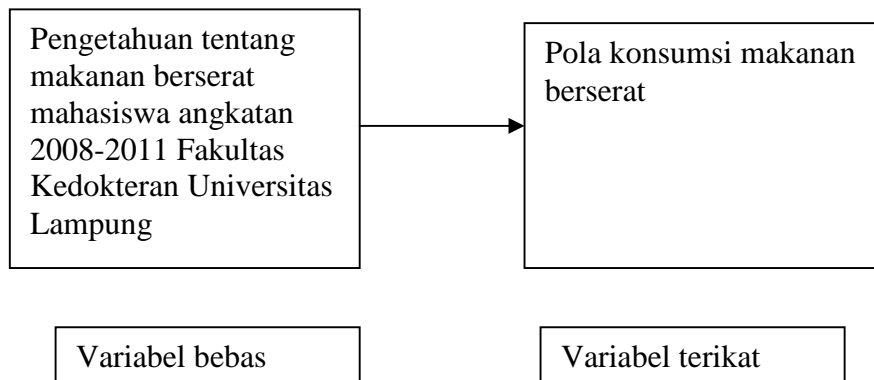 Pengetahuan tentang
makanan berserat
mahasiswa angkatan
2008-2011 Fakultas
Kedokteran Universitas
Lampung
Pola konsumsi makanan
berserat
Variabel bebas
Variabel terikat